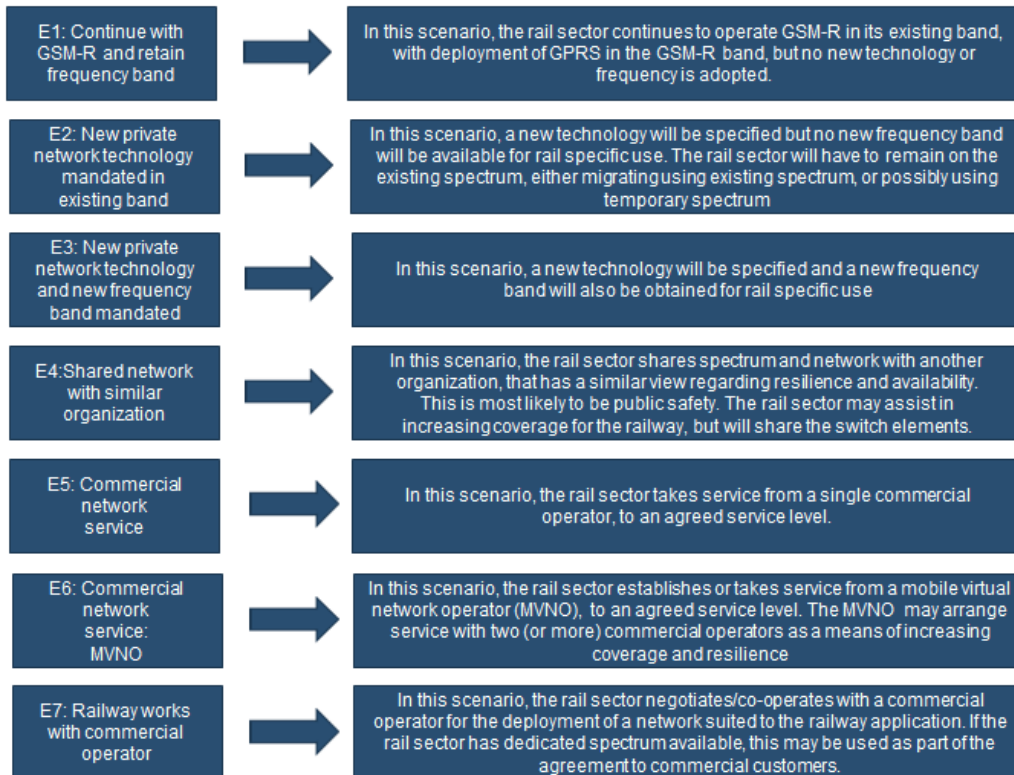 E1: Continue with
GSM-R and retain
frequency band
In this scenario, the rail sector continues to operate GSM-R in its existing band,
with deployment of GPRS in the GSM-R band, but no new technology or
frequency is adopted.
E2: New private
network technology
mandated in
existing band
In this scenario, a new technology will be specified but no new frequency band
will be available for rail specific use. The rail sector will have to remain on the
existing spectrum, either migrating using existing spectrum, or possibly using
temporary spectrum
E3: New private
network technology
and new frequency
band mandated
In this scenario, a new technology will be specified and a new frequency
band will also be obtained for rail specific use
E4:Shared network
with similar
organization
In this scenario, the rail sector shares spectrum and network with another
organization, that has a similar view regarding resilience and availability.
This is most likely to be public safety. The rail sector may assist in
increasing coverage for the railway, but will share the switch elements.
E5: Commercial
network
service
In this scenario, the rail sector takes service from a single commercial
operator, to an agreed service level.
E6: Commercial
network
service:
MVNO
In this scenario, the rail sector establishes or takes service from a mobile virtual
network operator (MVNO), to an agreed service level. The MVNO may arrange
service with two (or more) commercial operators as a means of increasing
coverage and resilience
E7: Railway works
with commercial
operator
In this scenario, the rail sector negotiates/co-operates with a commercial
operator for the deployment of a network suited to the railway application. If the
rail sector has dedicated spectrum available, this may be used as part of the
agreement to commercial customers.